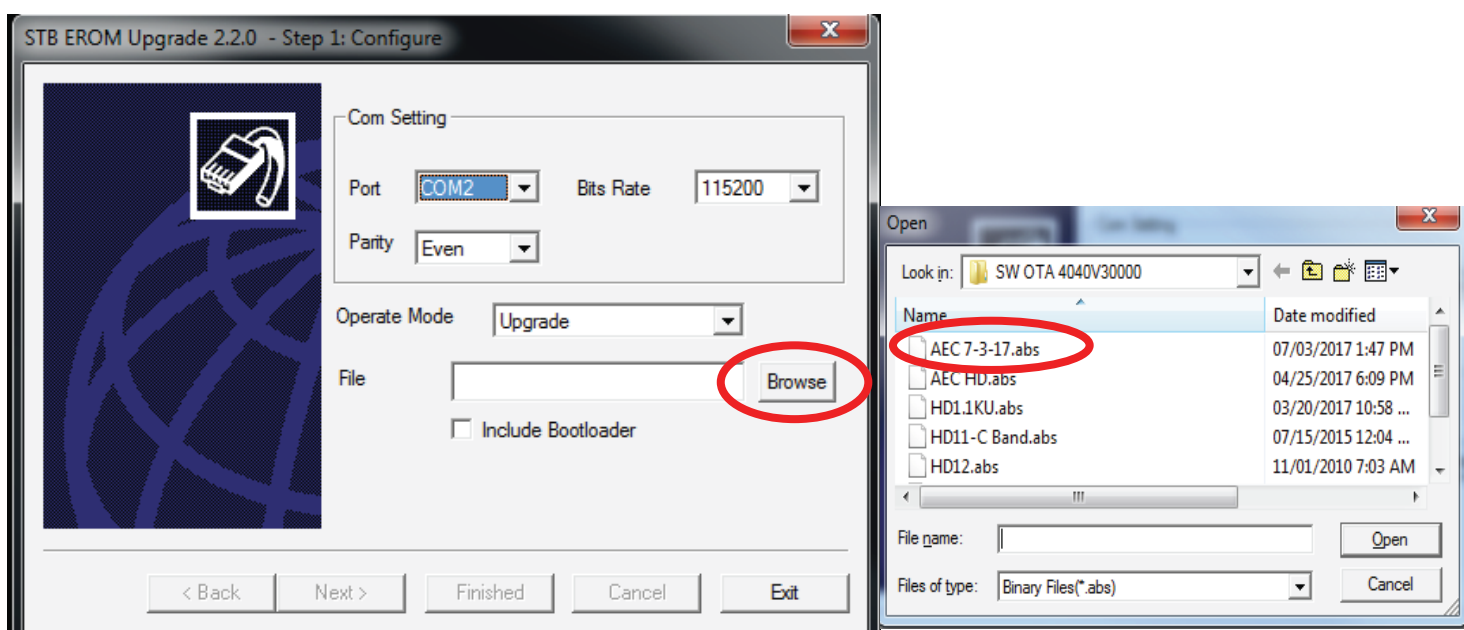 STB EROM Upgrade 2.2.0 - Step 1: Configure
Com Setting
Port COM2 Bits Rate 115200
Parity Even
Operate Mode Upgrade
File Browse
Include Bootloader
< Back Next > Finished Cancel Exit
Open
Com Setting
Look in: SW OTA 4040V30000
Name Date modified
AEC 7-3-17.abs 07/03/2017 1:47 PM
AEC HD.abs 04/25/2017 6:09 PM
HD1.1KU.abs 03/20/2017 10:58 ...
HD11-C Band.abs 07/15/2015 12:04 ...
HD12.abs 11/01/2010 7:03 AM
File name: Open
Files of type: Binary Files(*.abs) Cancel